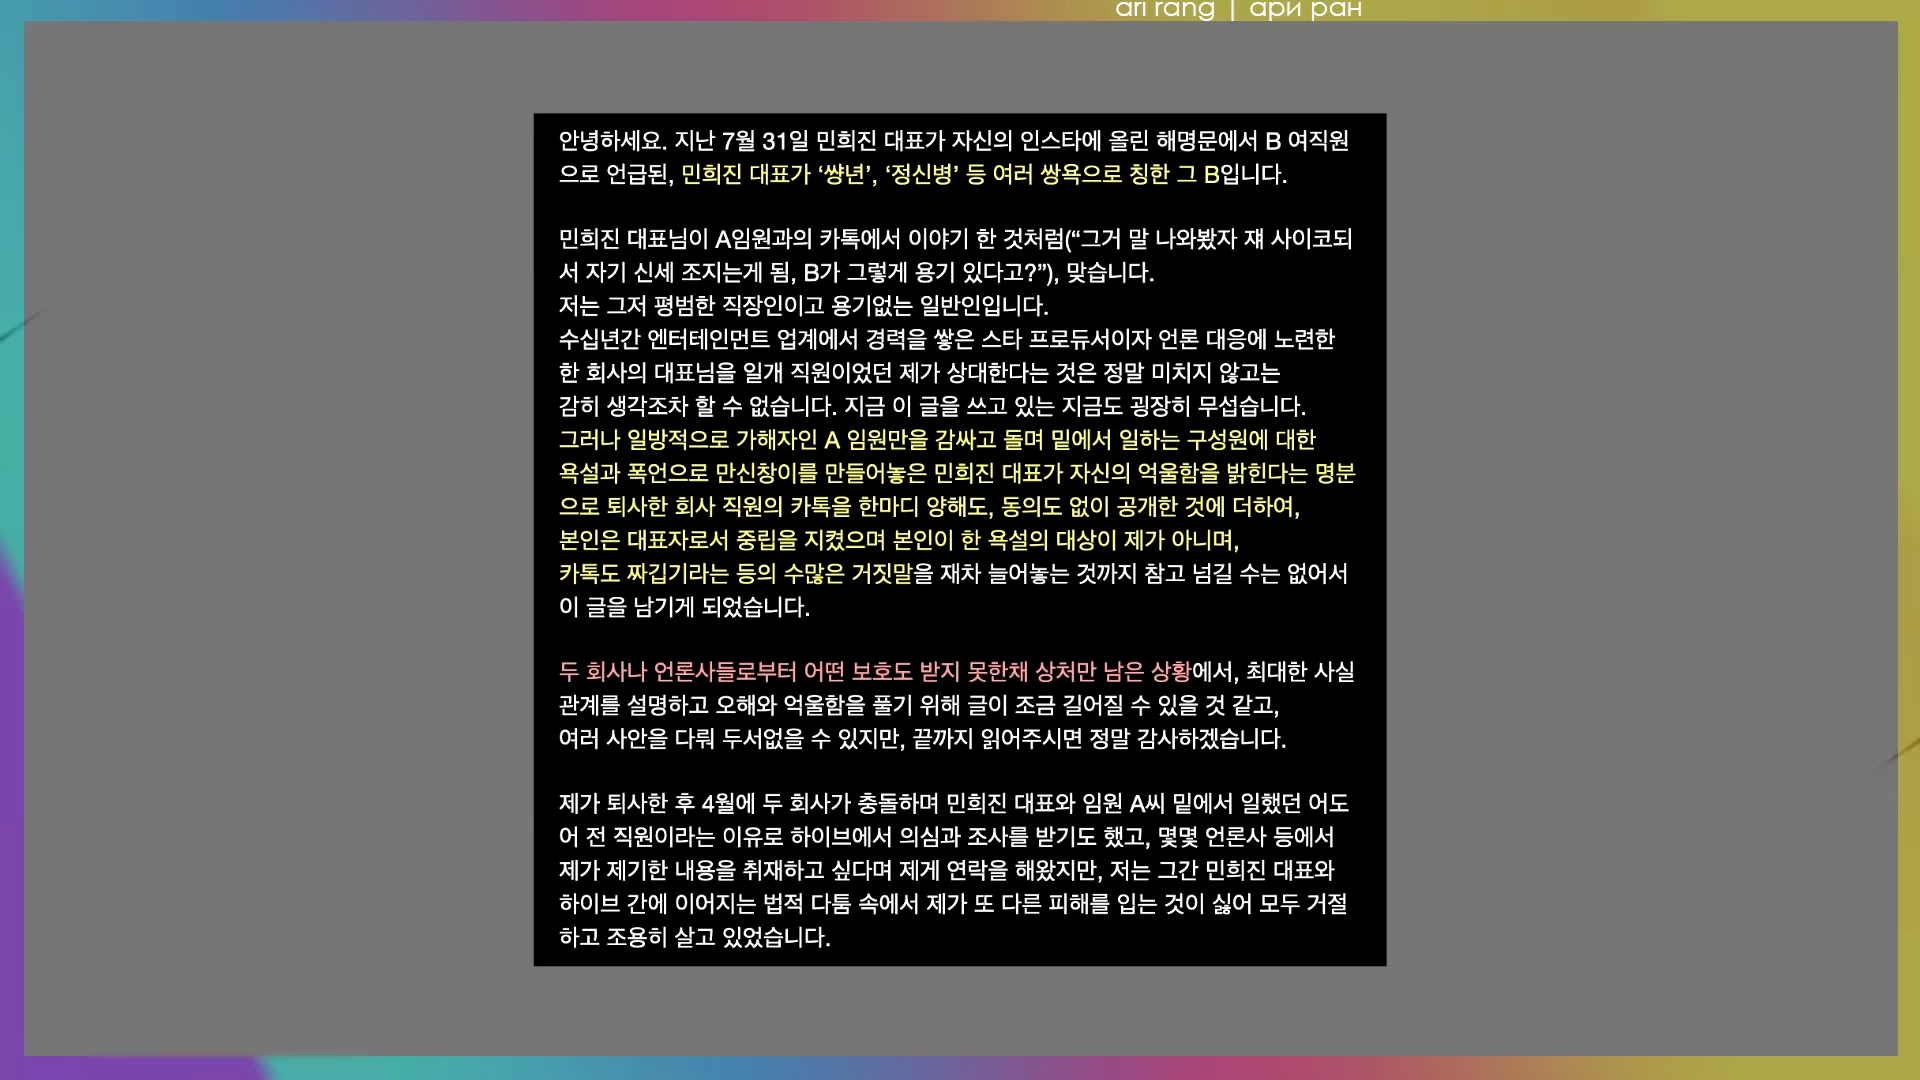 ari rang | ари ран
안녕하세요. 지난 7월 31일 민희진 대표가 자신의 인스타에 올린 해명문에서 B 여직원
으로 언급된, 민희진 대표가 ‘썅년’, ‘정신병’ 등 여러 쌍욕으로 칭한 그 B입니다.
민희진 대표님이 A임원과의 카톡에서 이야기 한 것처럼(“그거 말 나와봤자 쟤 사이코되
서 자기 신세 조지는게 됨, B가 그렇게 용기 있다고?”), 맞습니다.
저는 그저 평범한 직장인이고 용기없는 일반인입니다.
수십년간 엔터테인먼트 업계에서 경력을 쌓은 스타 프로듀서이자 언론 대응에 노련한
한 회사의 대표님을 일개 직원이었던 제가 상대한다는 것은 정말 미치지 않고는
감히 생각조차 할 수 없습니다. 지금 이 글을 쓰고 있는 지금도 굉장히 무섭습니다.
그러나 일방적으로 가해자인 A 임원만을 감싸고 돌며 밑에서 일하는 구성원에 대한
욕설과 폭언으로 만신창이를 만들어놓은 민희진 대표가 자신의 억울함을 밝힌다는 명분
으로 퇴사한 회사 직원의 카톡을 한마디 양해도, 동의도 없이 공개한 것에 더하여,
본인은 대표자로서 중립을 지켰으며 본인이 한 욕설의 대상이 제가 아니며,
카톡도 짜깁기라는 등의 수많은 거짓말을 재차 늘어놓는 것까지 참고 넘길 수는 없어서
이 글을 남기게 되었습니다.
두 회사나 언론사들로부터 어떤 보호도 받지 못한채 상처만 남은 상황에서, 최대한 사실
관계를 설명하고 오해와 억울함을 풀기 위해 글이 조금 길어질 수 있을 것 같고,
여러 사안을 다뤄 두서없을 수 있지만, 끝까지 읽어주시면 정말 감사하겠습니다.
제가 퇴사한 후 4월에 두 회사가 충돌하며 민희진 대표와 임원 A씨 밑에서 일했던 어도
어 전 직원이라는 이유로 하이브에서 의심과 조사를 받기도 했고, 몇몇 언론사 등에서
제가 제기한 내용을 취재하고 싶다며 제게 연락을 해왔지만, 저는 그간 민희진 대표와
하이브 간에 이어지는 법적 다툼 속에서 제가 또 다른 피해를 입는 것이 싫어 모두 거절
하고 조용히 살고 있었습니다.